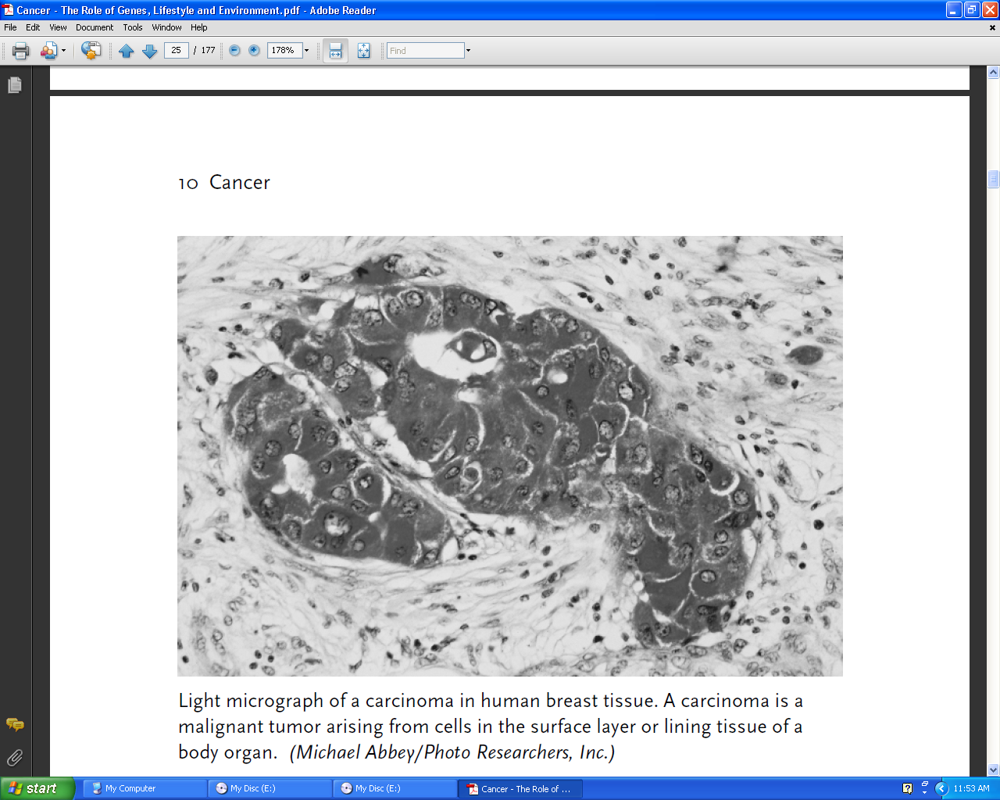 Cancer - The Role of Genes, Lifestyle and Environment.pdf - Adobe Reader
File Edit View Document Tools Window Help
25 / 177 178% Find
10 Cancer
Light micrograph of a carcinoma in human breast tissue. A carcinoma is a
malignant tumor arising from cells in the surface layer or lining tissue of a
body organ. (Michael Abbey/Photo Researchers, Inc.)
start My Computer My Disc (E:) My Disc (E:) Cancer - The Role of ... 11:53 AM